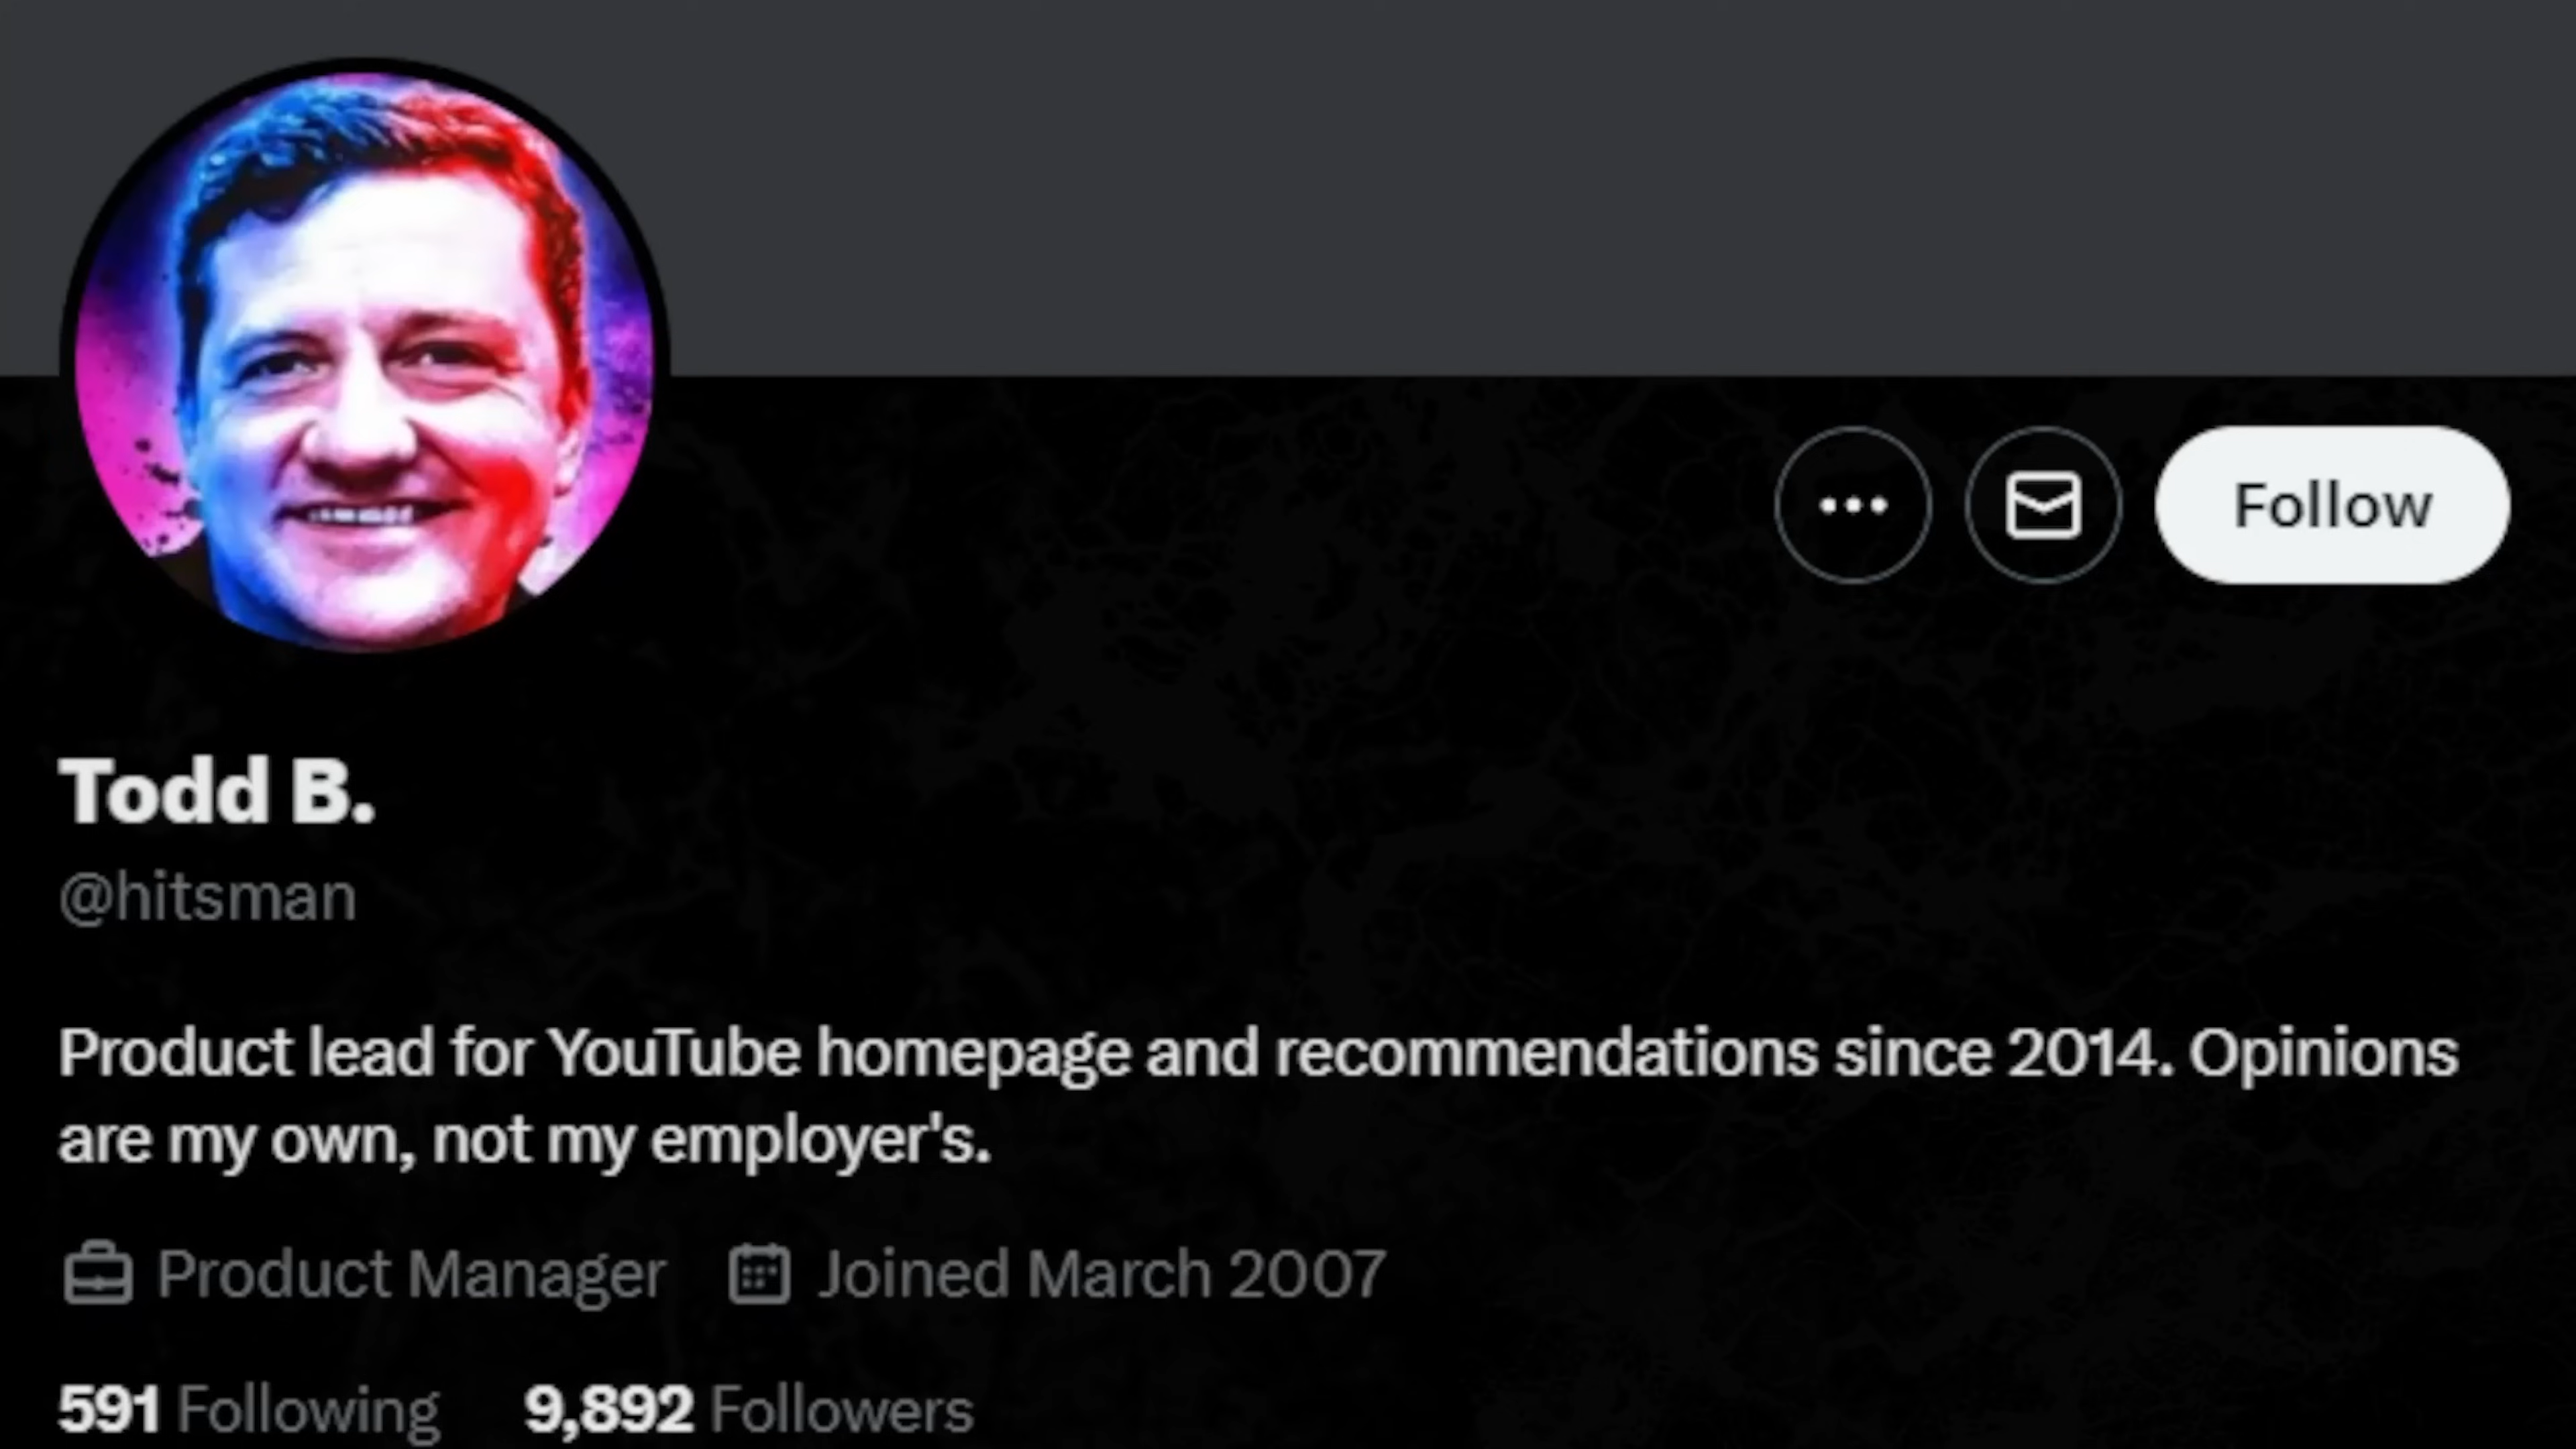 Follow
Todd B.
@hitsman
Product lead for YouTube homepage and recommendations since 2014. Opinions
are my own, not my employer's.
Product Manager Joined March 2007
591 Following 9,892 Followers